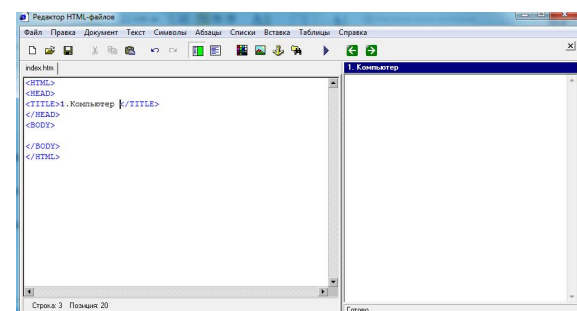 Редактор HTML-файлов
Файл Правка Документ Текст Символы Абзацы Списки Вставка Таблицы Справка
index.htm
1. Компьютер
<HTML>
<HEAD>
<TITLE>1.Компьютер </TITLE>
</HEAD>
<BODY>
</BODY>
</HTML>
Строка: 3 Позиция: 20
Готово